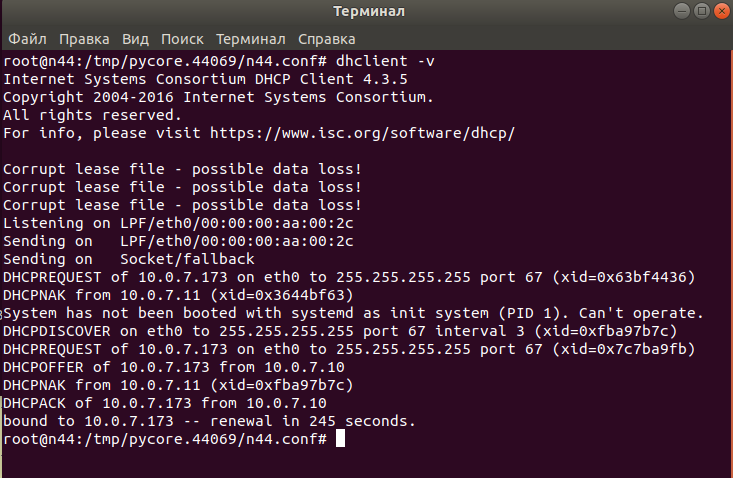 Терминал
Файл Правка Вид Поиск Терминал Справка
root@n44:/tmp/pycore.44069/n44.conf# dhclient -v
Internet Systems Consortium DHCP Client 4.3.5
Copyright 2004-2016 Internet Systems Consortium.
All rights reserved.
For info, please visit https://www.isc.org/software/dhcp/
Corrupt lease file - possible data loss!
Corrupt lease file - possible data loss!
Corrupt lease file - possible data loss!
Listening on LPF/eth0/00:00:00:aa:00:2c
Sending on   LPF/eth0/00:00:00:aa:00:2c
Sending on   Socket/fallback
DHCPREQUEST of 10.0.7.173 on eth0 to 255.255.255.255 port 67 (xid=0x63bf4436)
DHCPNAK from 10.0.7.11 (xid=0x3644bf63)
System has not been booted with systemd as init system (PID 1). Can't operate.
DHCPDISCOVER on eth0 to 255.255.255.255 port 67 interval 3 (xid=0xfba97b7c)
DHCPREQUEST of 10.0.7.173 on eth0 to 255.255.255.255 port 67 (xid=0x7c7ba9fb)
DHCPOFFER of 10.0.7.173 from 10.0.7.10
DHCPNAK from 10.0.7.11 (xid=0xfba97b7c)
DHCPACK of 10.0.7.173 from 10.0.7.10
bound to 10.0.7.173 -- renewal in 245 seconds.
root@n44:/tmp/pycore.44069/n44.conf#